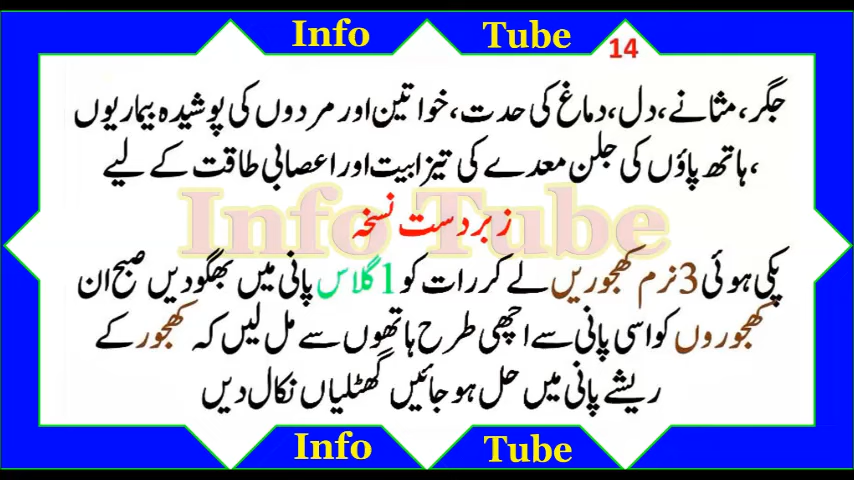 Info Tube
14
جگر، مثانے، دل، دماغ کی حدت، خواتین اور مردوں کی پوشیدہ بیماریوں
،ہاتھ پاؤں کی جلن معدے کی تیزابیت اور اعصابی طاقت کے لیے
Info Tube
زبردست نسخہ
پکی ہوئی 3 نرم کھجوریں لے کر رات کو 1 گلاس پانی میں بھگو دیں صبح ان
کھجوروں کو اسی پانی سے اچھی طرح ہاتھوں سے مل لیں کہ کھجور کے
ریشے پانی میں حل ہو جائیں گھٹلیاں نکال دیں
Info Tube